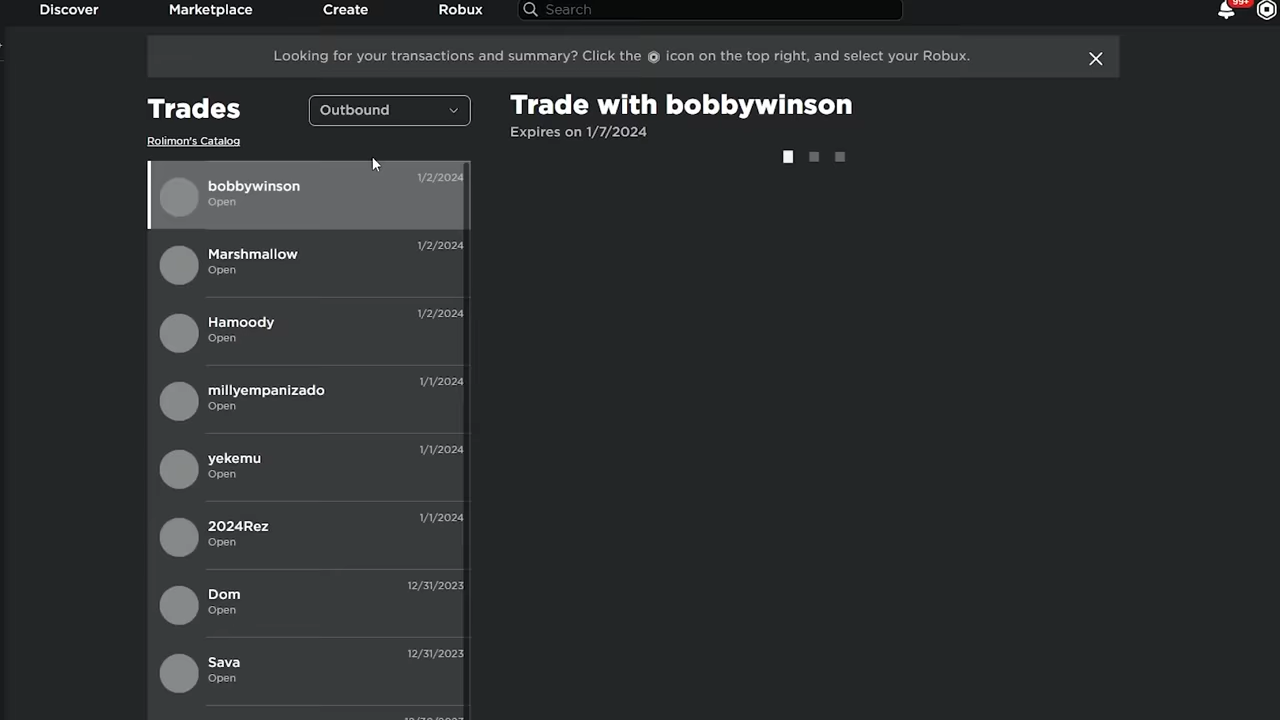 Discover Marketplace Create Robux Search 99+
Looking for your transactions and summary? Click the icon on the top right, and select your Robux.
Trades Outbound
Rolimon's Catalog
Trade with bobbywinson
Expires on 1/7/2024
bobbywinson 1/2/2024
Open
Marshmallow 1/2/2024
Open
Hamoody 1/2/2024
Open
millyempanizado 1/1/2024
Open
yekemu 1/1/2024
Open
2024Rez 1/1/2024
Open
Dom 12/31/2023
Open
Sava 12/31/2023
Open